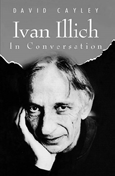 DAVID CAYLEY
Ivan Illich
In Conversation